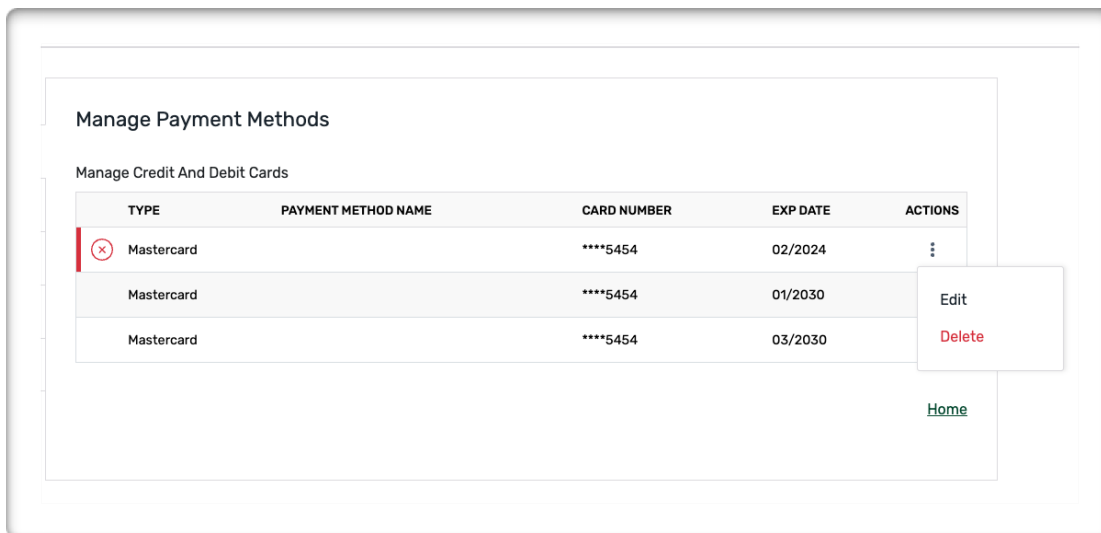 Manage Payment Methods
Manage Credit And Debit Cards
TYPE PAYMENT METHOD NAME CARD NUMBER EXP DATE ACTIONS
Mastercard ****5454 02/2024
Mastercard ****5454 01/2030
Edit
Mastercard ****5454 03/2030
Delete
Home